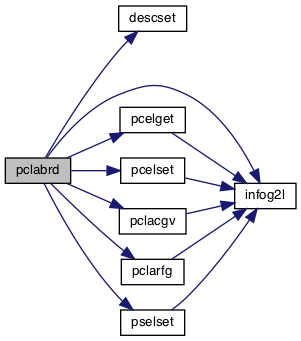 descset
pcelget
pclabrd
pcelset
infog2l
pclacgv
pclarfg
pselset